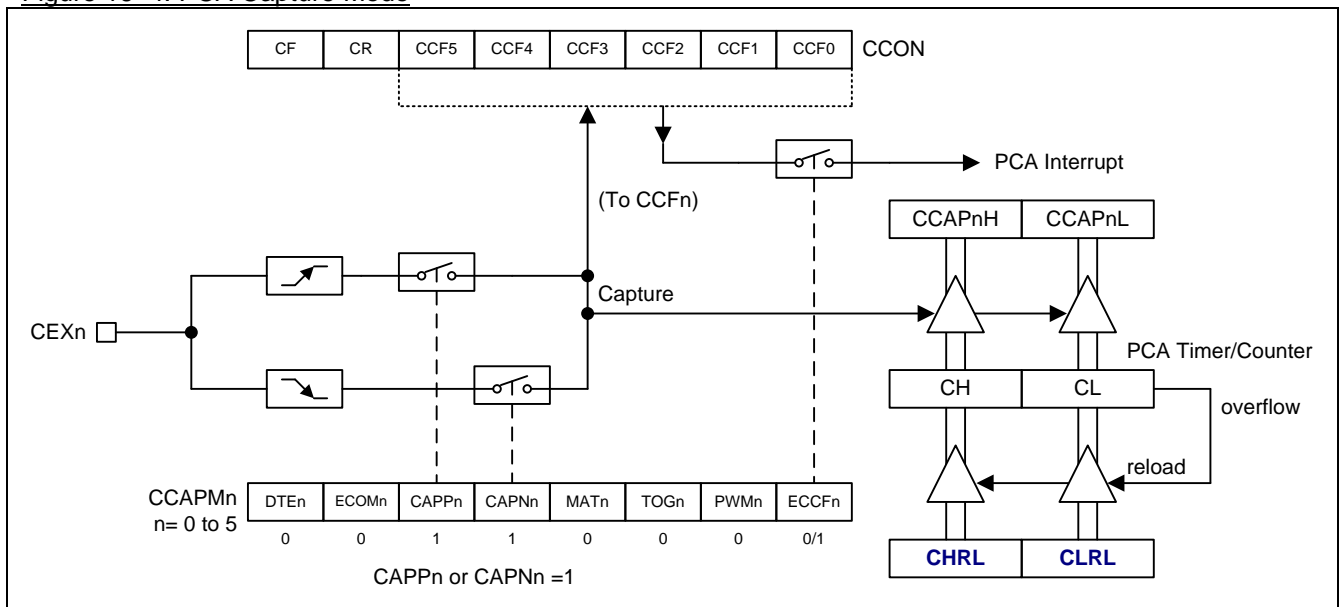 CF CR CCF5 CCF4 CCF3 CCF2 CCF1 CCF0 CCON
PCA Interrupt
(To CCFn)
CCAPnH CCAPnL
Capture
CEXn
PCA Timer/Counter
CH CL
overflow
reload
CCAPMn
n= 0 to 5
DTEn ECOMn CAPPn CAPNn MATn TOGn PWMn ECCFn
0 0 1 1 0 0 0 0/1
CHRL CLRL
CAPPn or CAPNn =1